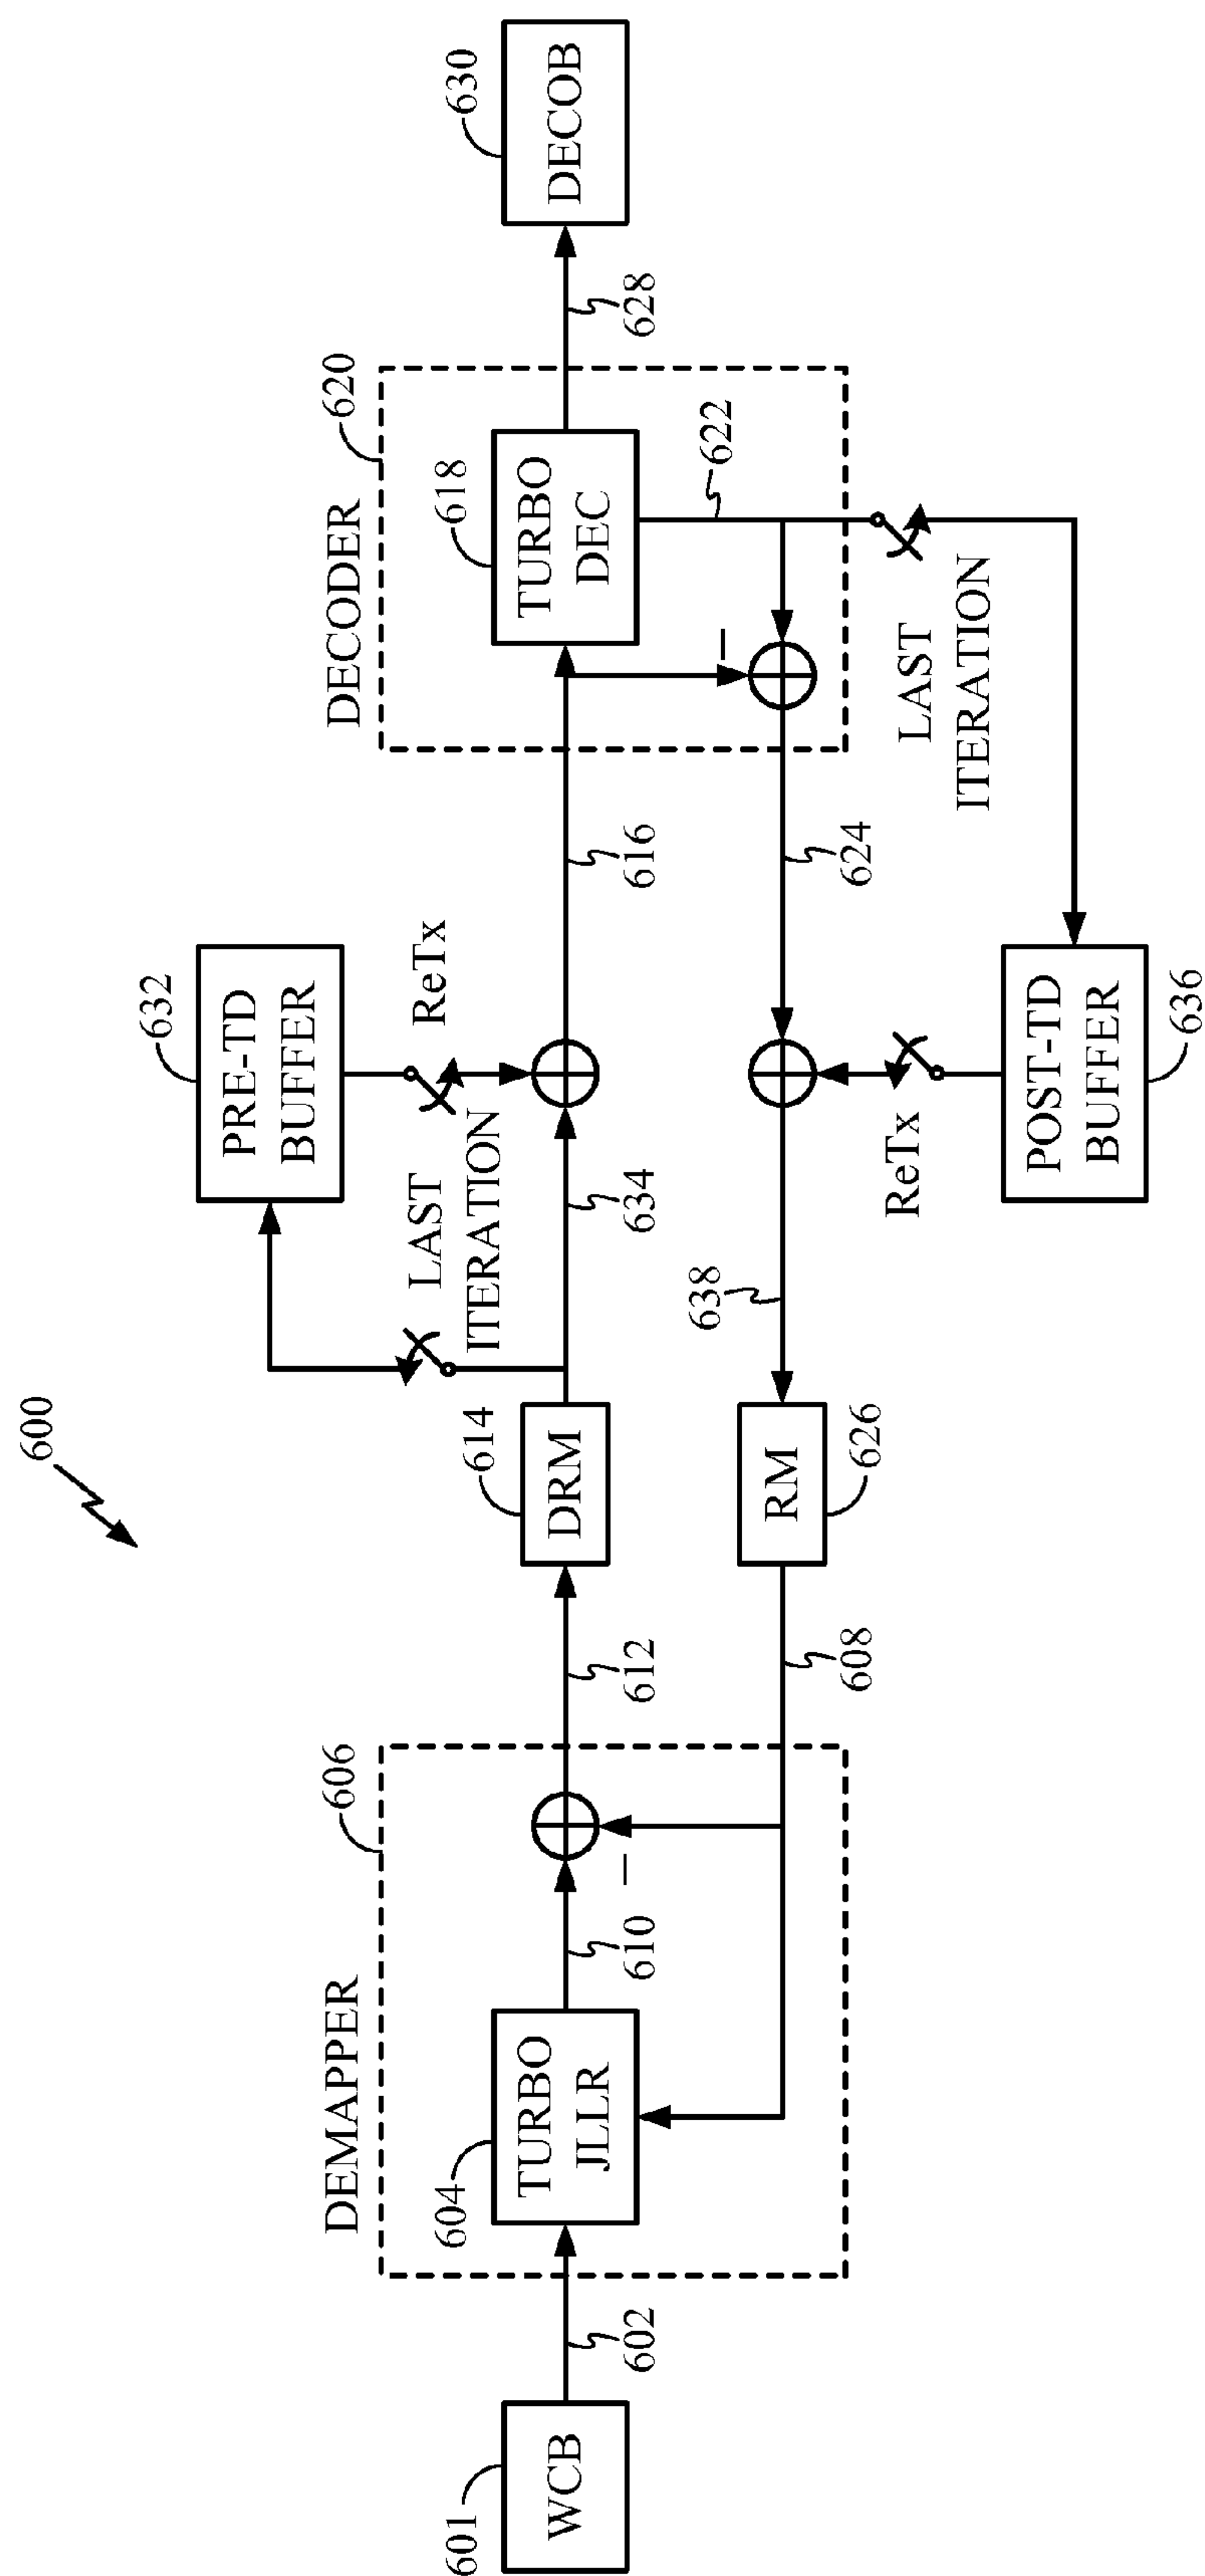 600
601
WCB
602
DEMAPPER
606
604
TURBO
JLLR
610
–
612
608
614
DRM
RM
626
LAST
ITERATION
634
638
632
PRE-TD
BUFFER
ReTx
ReTx
POST-TD
BUFFER
636
616
624
DECODER
620
618
TURBO
DEC
–
622
LAST
ITERATION
628
630
DECOB